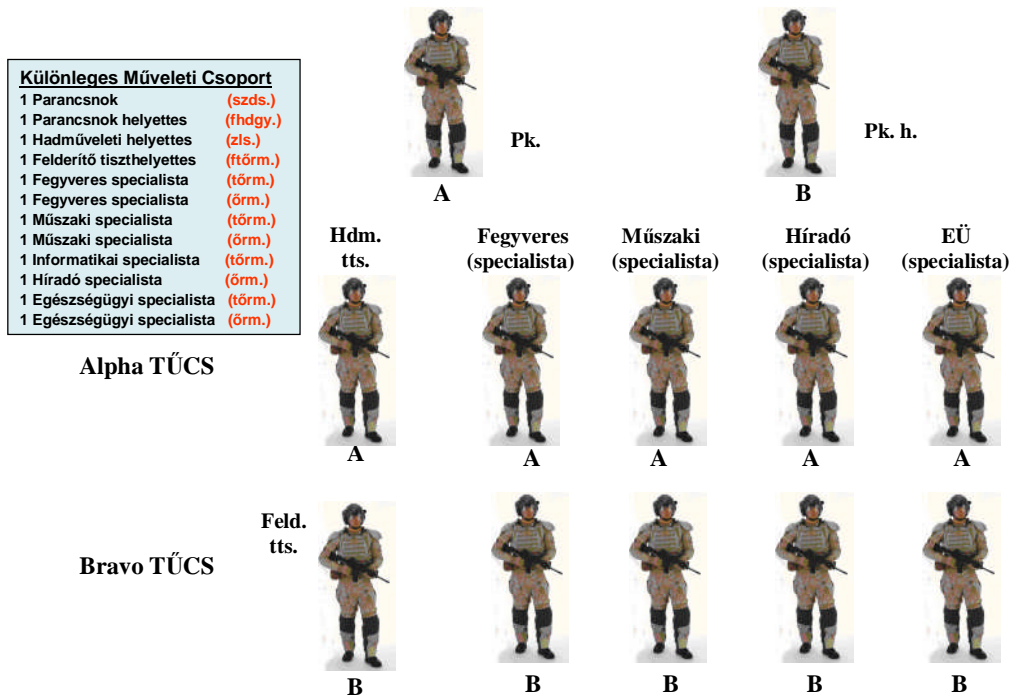 Különleges Műveleti Csoport
1 Parancsnok (szds.)
1 Parancsnok helyettes (fhdgy.)
1 Hadműveleti helyettes (zls.)
1 Felderítő tiszthelyettes (ftőrm.)
1 Fegyveres specialista (tőrm.)
1 Fegyveres specialista (őrm.)
1 Műszaki specialista (tőrm.)
1 Műszaki specialista (őrm.)
1 Informatikai specialista (tőrm.)
1 Híradó specialista (őrm.)
1 Egészségügyi specialista (tőrm.)
1 Egészségügyi specialista (őrm.)
Pk.
A
Pk. h.
B
Hdm.
tts.
Fegyveres
(specialista)
Műszaki
(specialista)
Híradó
(specialista)
EÜ
(specialista)
Alpha TŰCS
A A A A A
Feld.
tts.
Bravo TŰCS
B B B B B